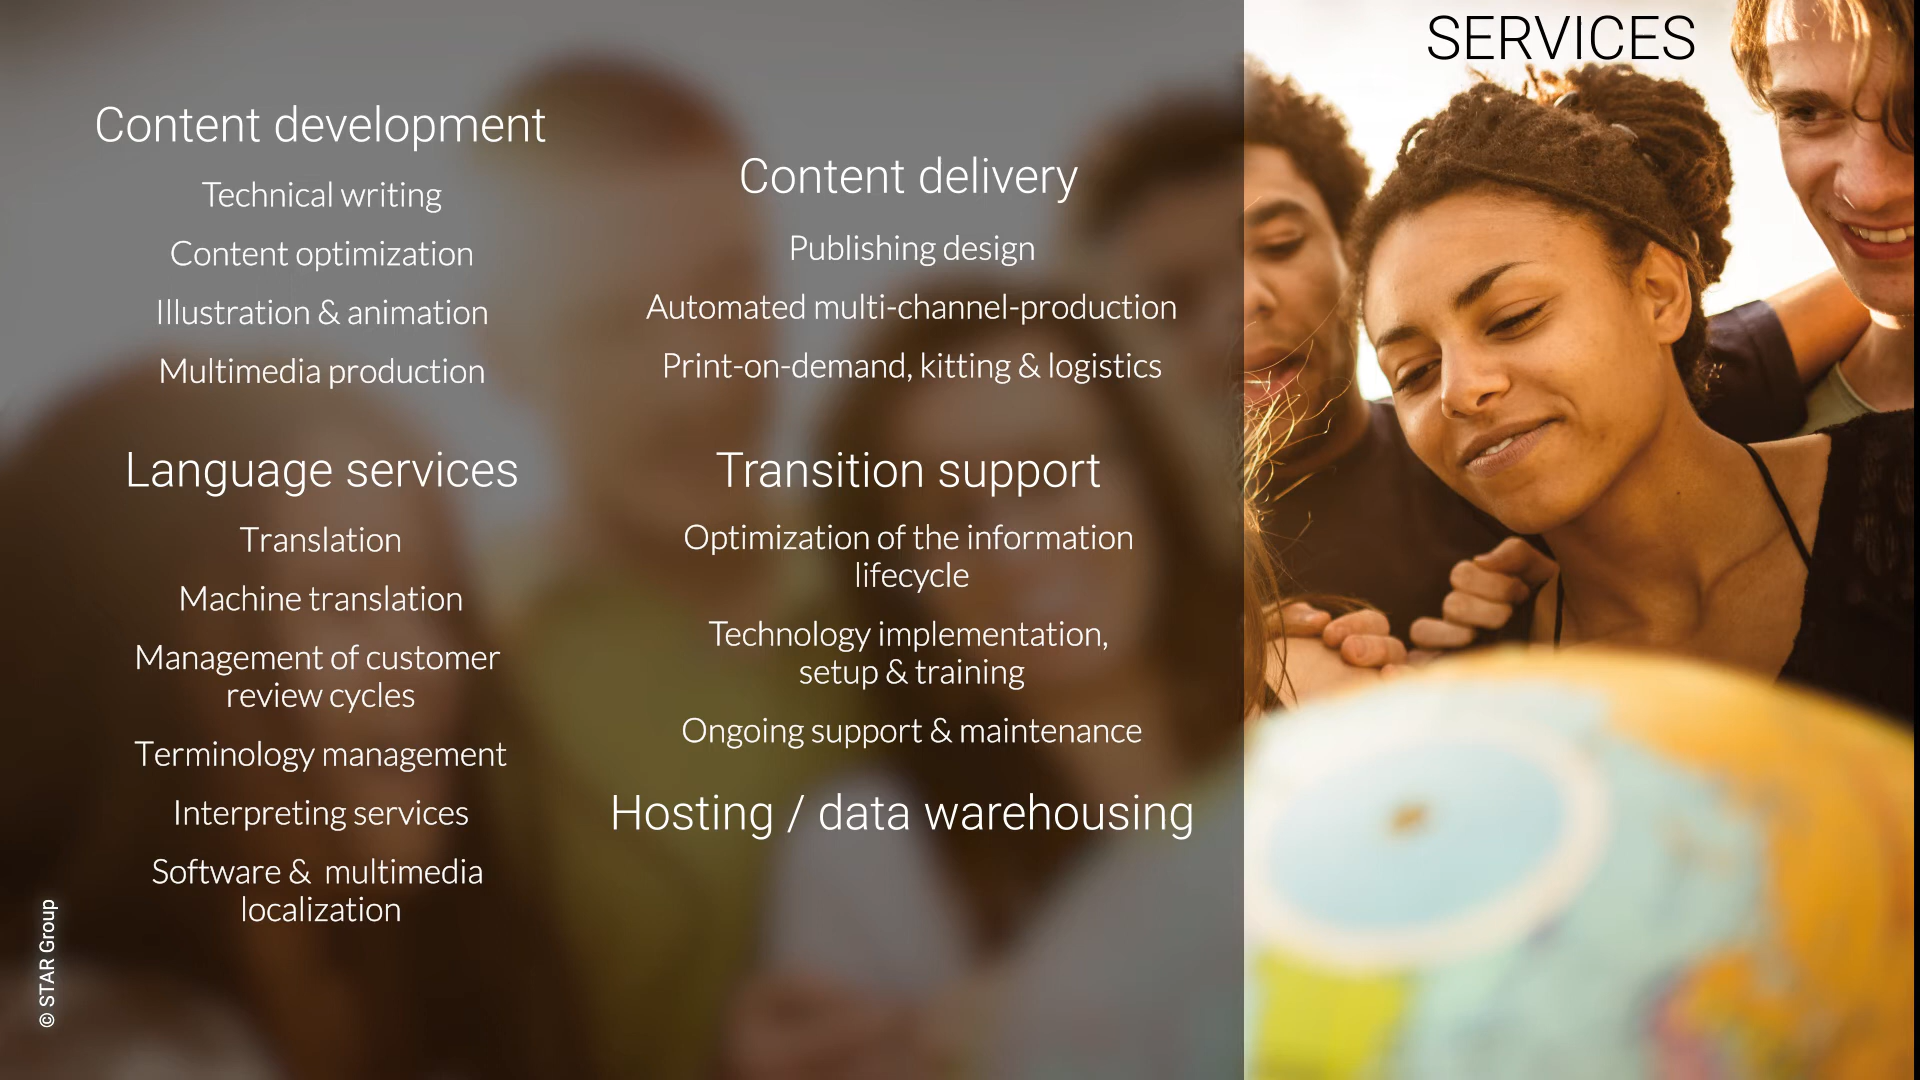 SERVICES
Content development
Technical writing
Content optimization
Illustration & animation
Multimedia production
Language services
Translation
Machine translation
Management of customer
review cycles
Terminology management
Interpreting services
Software & multimedia
localization
Content delivery
Publishing design
Automated multi-channel-production
Print-on-demand, kitting & logistics
Transition support
Optimization of the information
lifecycle
Technology implementation,
setup & training
Ongoing support & maintenance
Hosting / data warehousing
© STAR Group